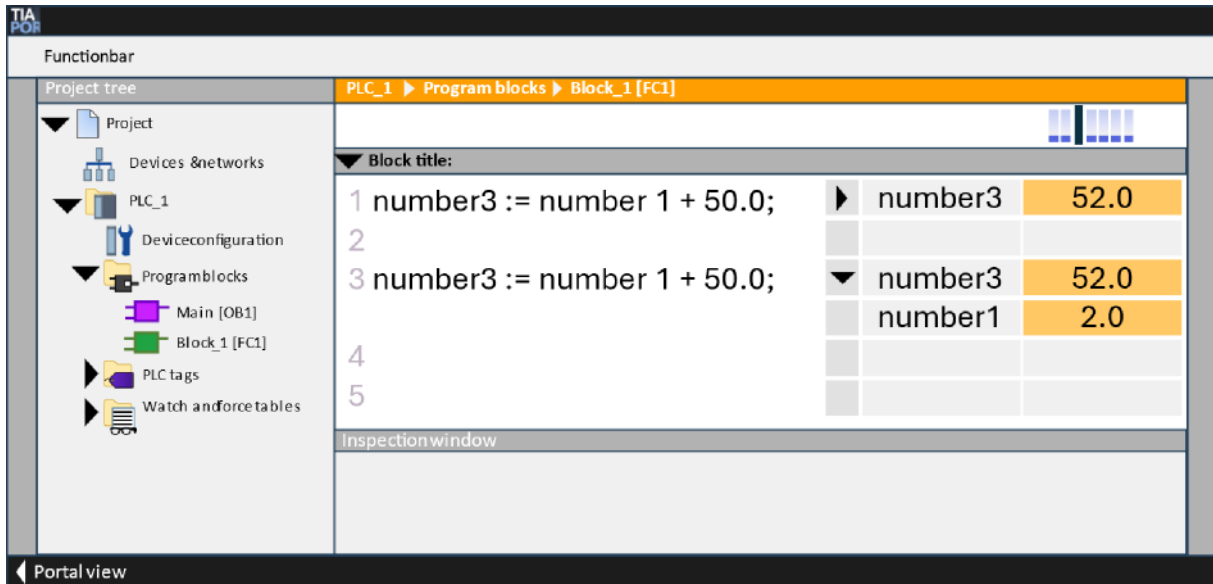 TIA
POR
Functionbar
Project tree
PLC_1 Program blocks Block_1 [FC1]
Project
Devices &networks
Block title:
PLC_1
1 number3 := number 1 + 50.0; number3 52.0
Deviceconfiguration
2
Programblocks
3 number3 := number 1 + 50.0; number3 52.0
Main [OB1]
number1 2.0
Block_1 [FC1]
4
PLC tags
5
Watch andforcetables
Inspectionwindow
Portal view